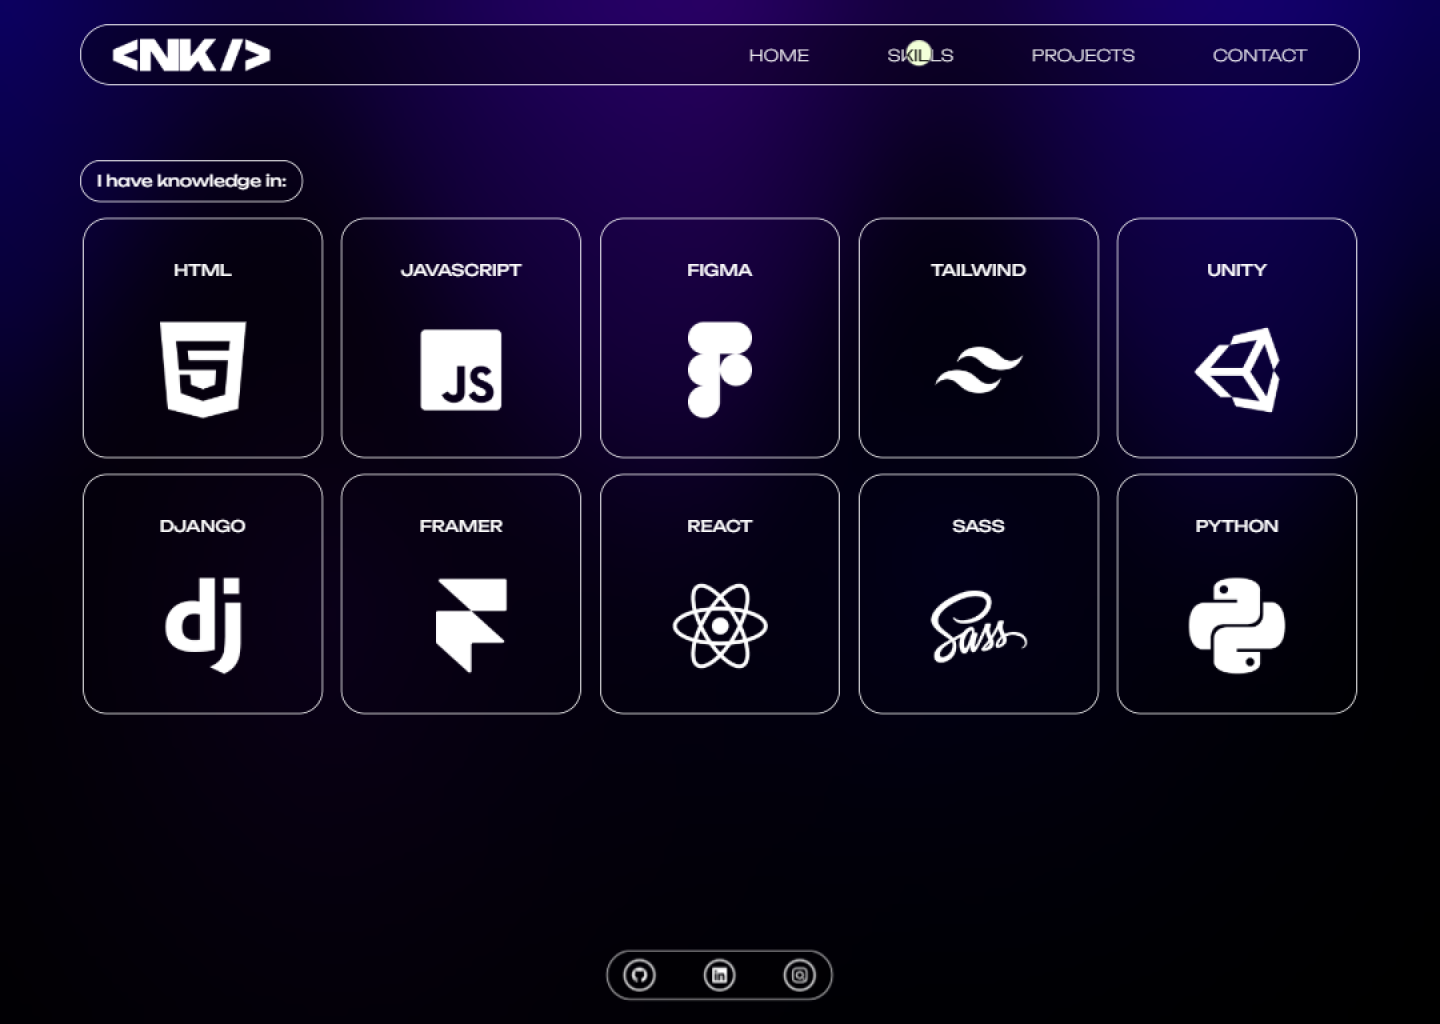 <NK/> HOME SKILLS PROJECTS CONTACT
I have knowledge in:
HTML JAVASCRIPT FIGMA TAILWIND UNITY
5 JS
DJANGO FRAMER REACT SASS PYTHON
dj Sass
in